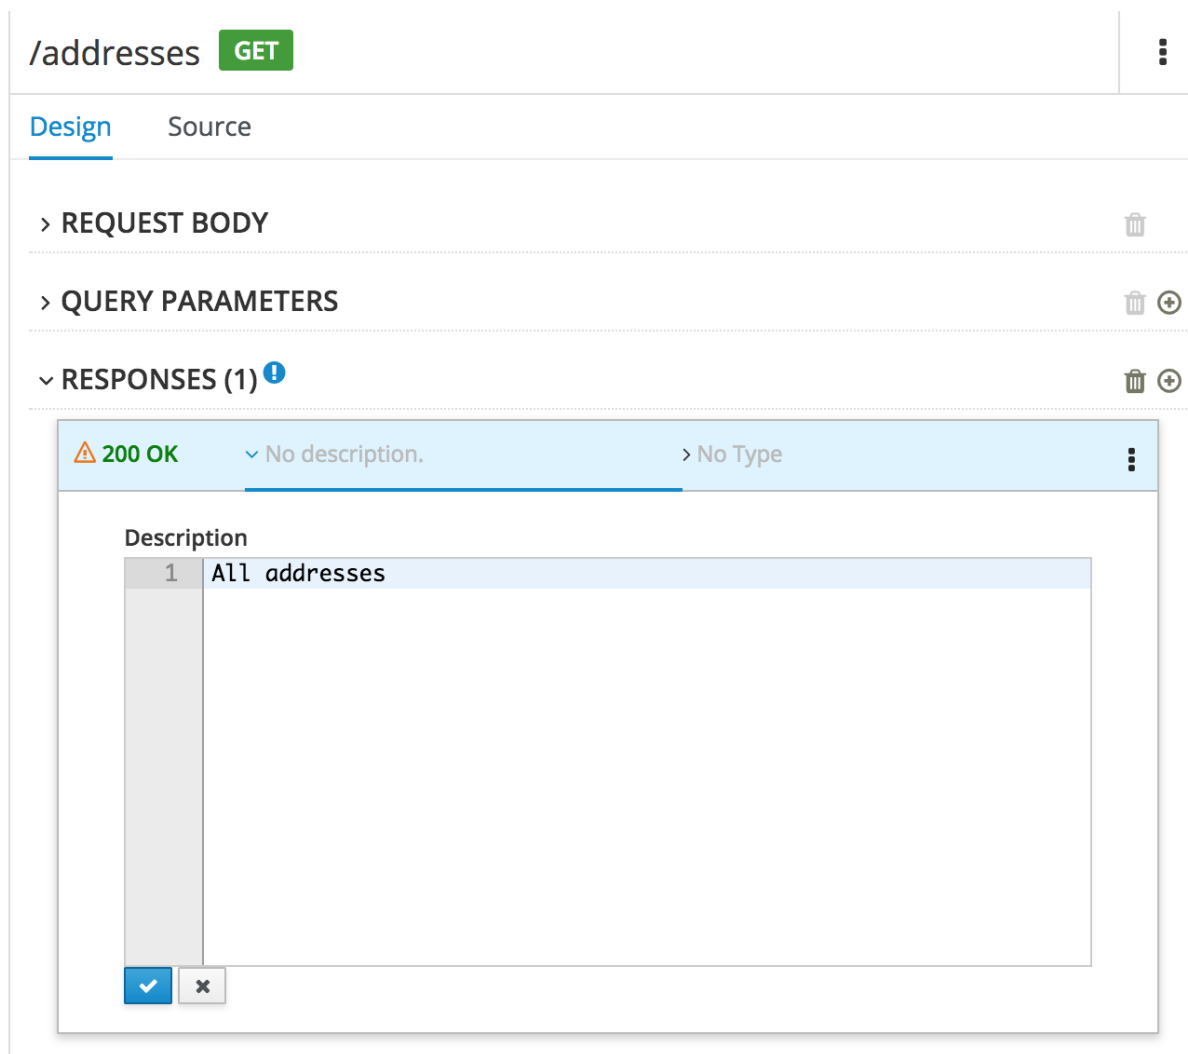 /addresses GET
Design Source
REQUEST BODY
QUERY PARAMETERS
RESPONSES (1)
200 OK No description. No Type
Description
1 All addresses